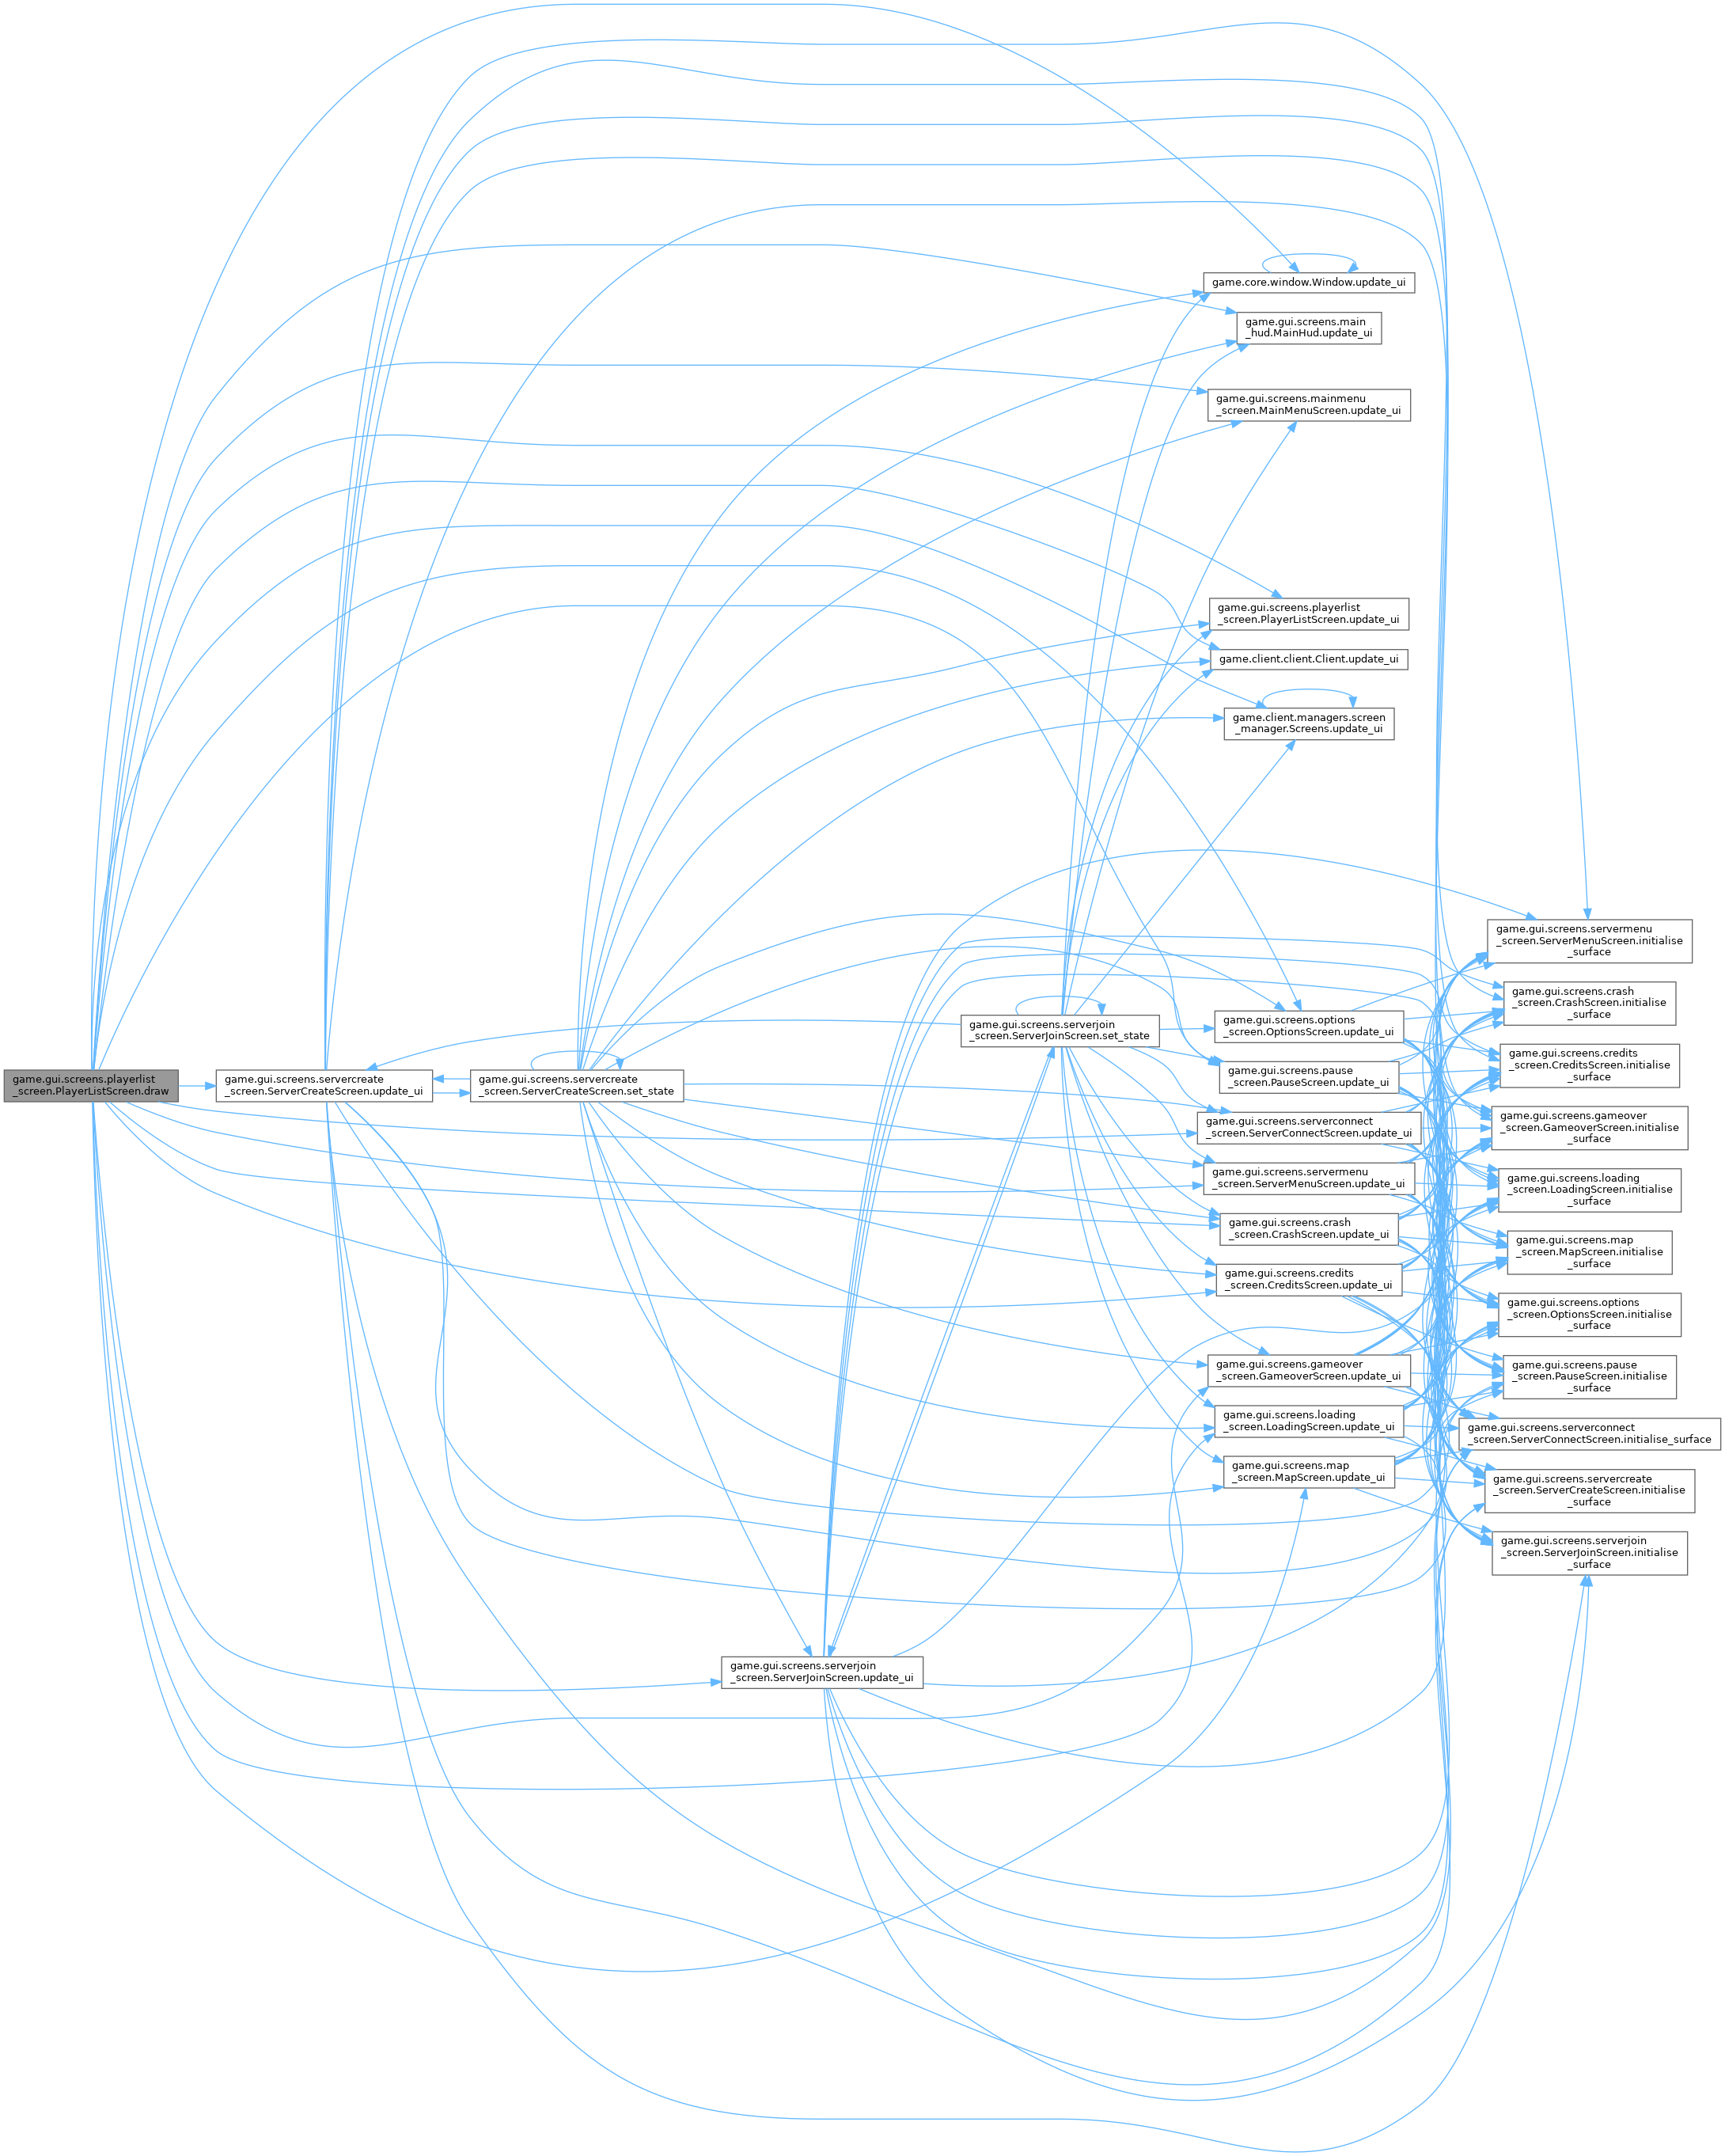 game.gui.screens.playerlist
_screen.PlayerListScreen.draw
game.gui.screens.servercreate
_screen.ServerCreateScreen.update_ui
game.gui.screens.servercreate
_screen.ServerCreateScreen.set_state
game.gui.screens.serverjoin
_screen.ServerJoinScreen.update_ui
game.gui.screens.serverjoin
_screen.ServerJoinScreen.set_state
game.core.window.Window.update_ui
game.gui.screens.main
_hud.MainHud.update_ui
game.gui.screens.mainmenu
_screen.MainMenuScreen.update_ui
game.gui.screens.playerlist
_screen.PlayerListScreen.update_ui
game.client.client.Client.update_ui
game.client.managers.screen
_manager.Screens.update_ui
game.gui.screens.options
_screen.OptionsScreen.update_ui
game.gui.screens.pause
_screen.PauseScreen.update_ui
game.gui.screens.serverconnect
_screen.ServerConnectScreen.update_ui
game.gui.screens.servermenu
_screen.ServerMenuScreen.update_ui
game.gui.screens.crash
_screen.CrashScreen.update_ui
game.gui.screens.credits
_screen.CreditsScreen.update_ui
game.gui.screens.gameover
_screen.GameoverScreen.update_ui
game.gui.screens.loading
_screen.LoadingScreen.update_ui
game.gui.screens.map
_screen.MapScreen.update_ui
game.gui.screens.servermenu
_screen.ServerMenuScreen.initialise
_surface
game.gui.screens.crash
_screen.CrashScreen.initialise
_surface
game.gui.screens.credits
_screen.CreditsScreen.initialise
_surface
game.gui.screens.gameover
_screen.GameoverScreen.initialise
_surface
game.gui.screens.loading
_screen.LoadingScreen.initialise
_surface
game.gui.screens.map
_screen.MapScreen.initialise
_surface
game.gui.screens.options
_screen.OptionsScreen.initialise
_surface
game.gui.screens.pause
_screen.PauseScreen.initialise
_surface
game.gui.screens.serverconnect
_screen.ServerConnectScreen.initialise_surface
game.gui.screens.servercreate
_screen.ServerCreateScreen.initialise
_surface
game.gui.screens.serverjoin
_screen.ServerJoinScreen.initialise
_surface